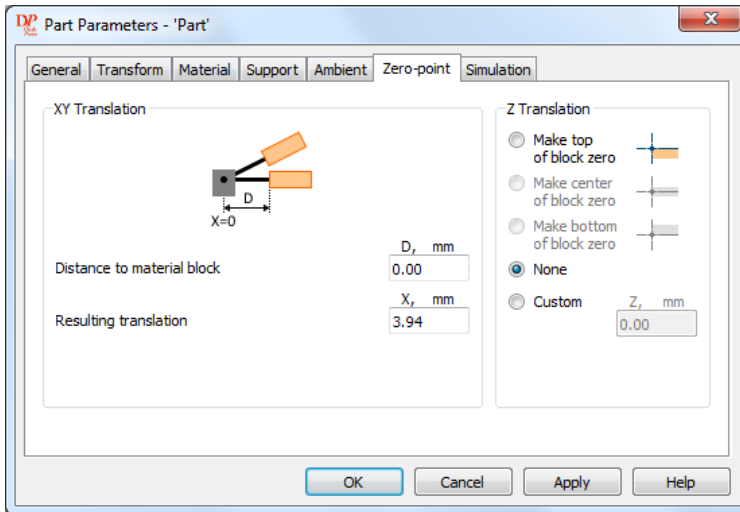 DP Part Parameters - 'Part'
General Transform Material Support Ambient Zero-point Simulation
XY Translation
D
X=0
D, mm
Distance to material block 0.00
X, mm
Resulting translation 3.94
Z Translation
Make top
of block zero
Make center
of block zero
Make bottom
of block zero
None
Custom Z, mm
0.00
OK Cancel Apply Help